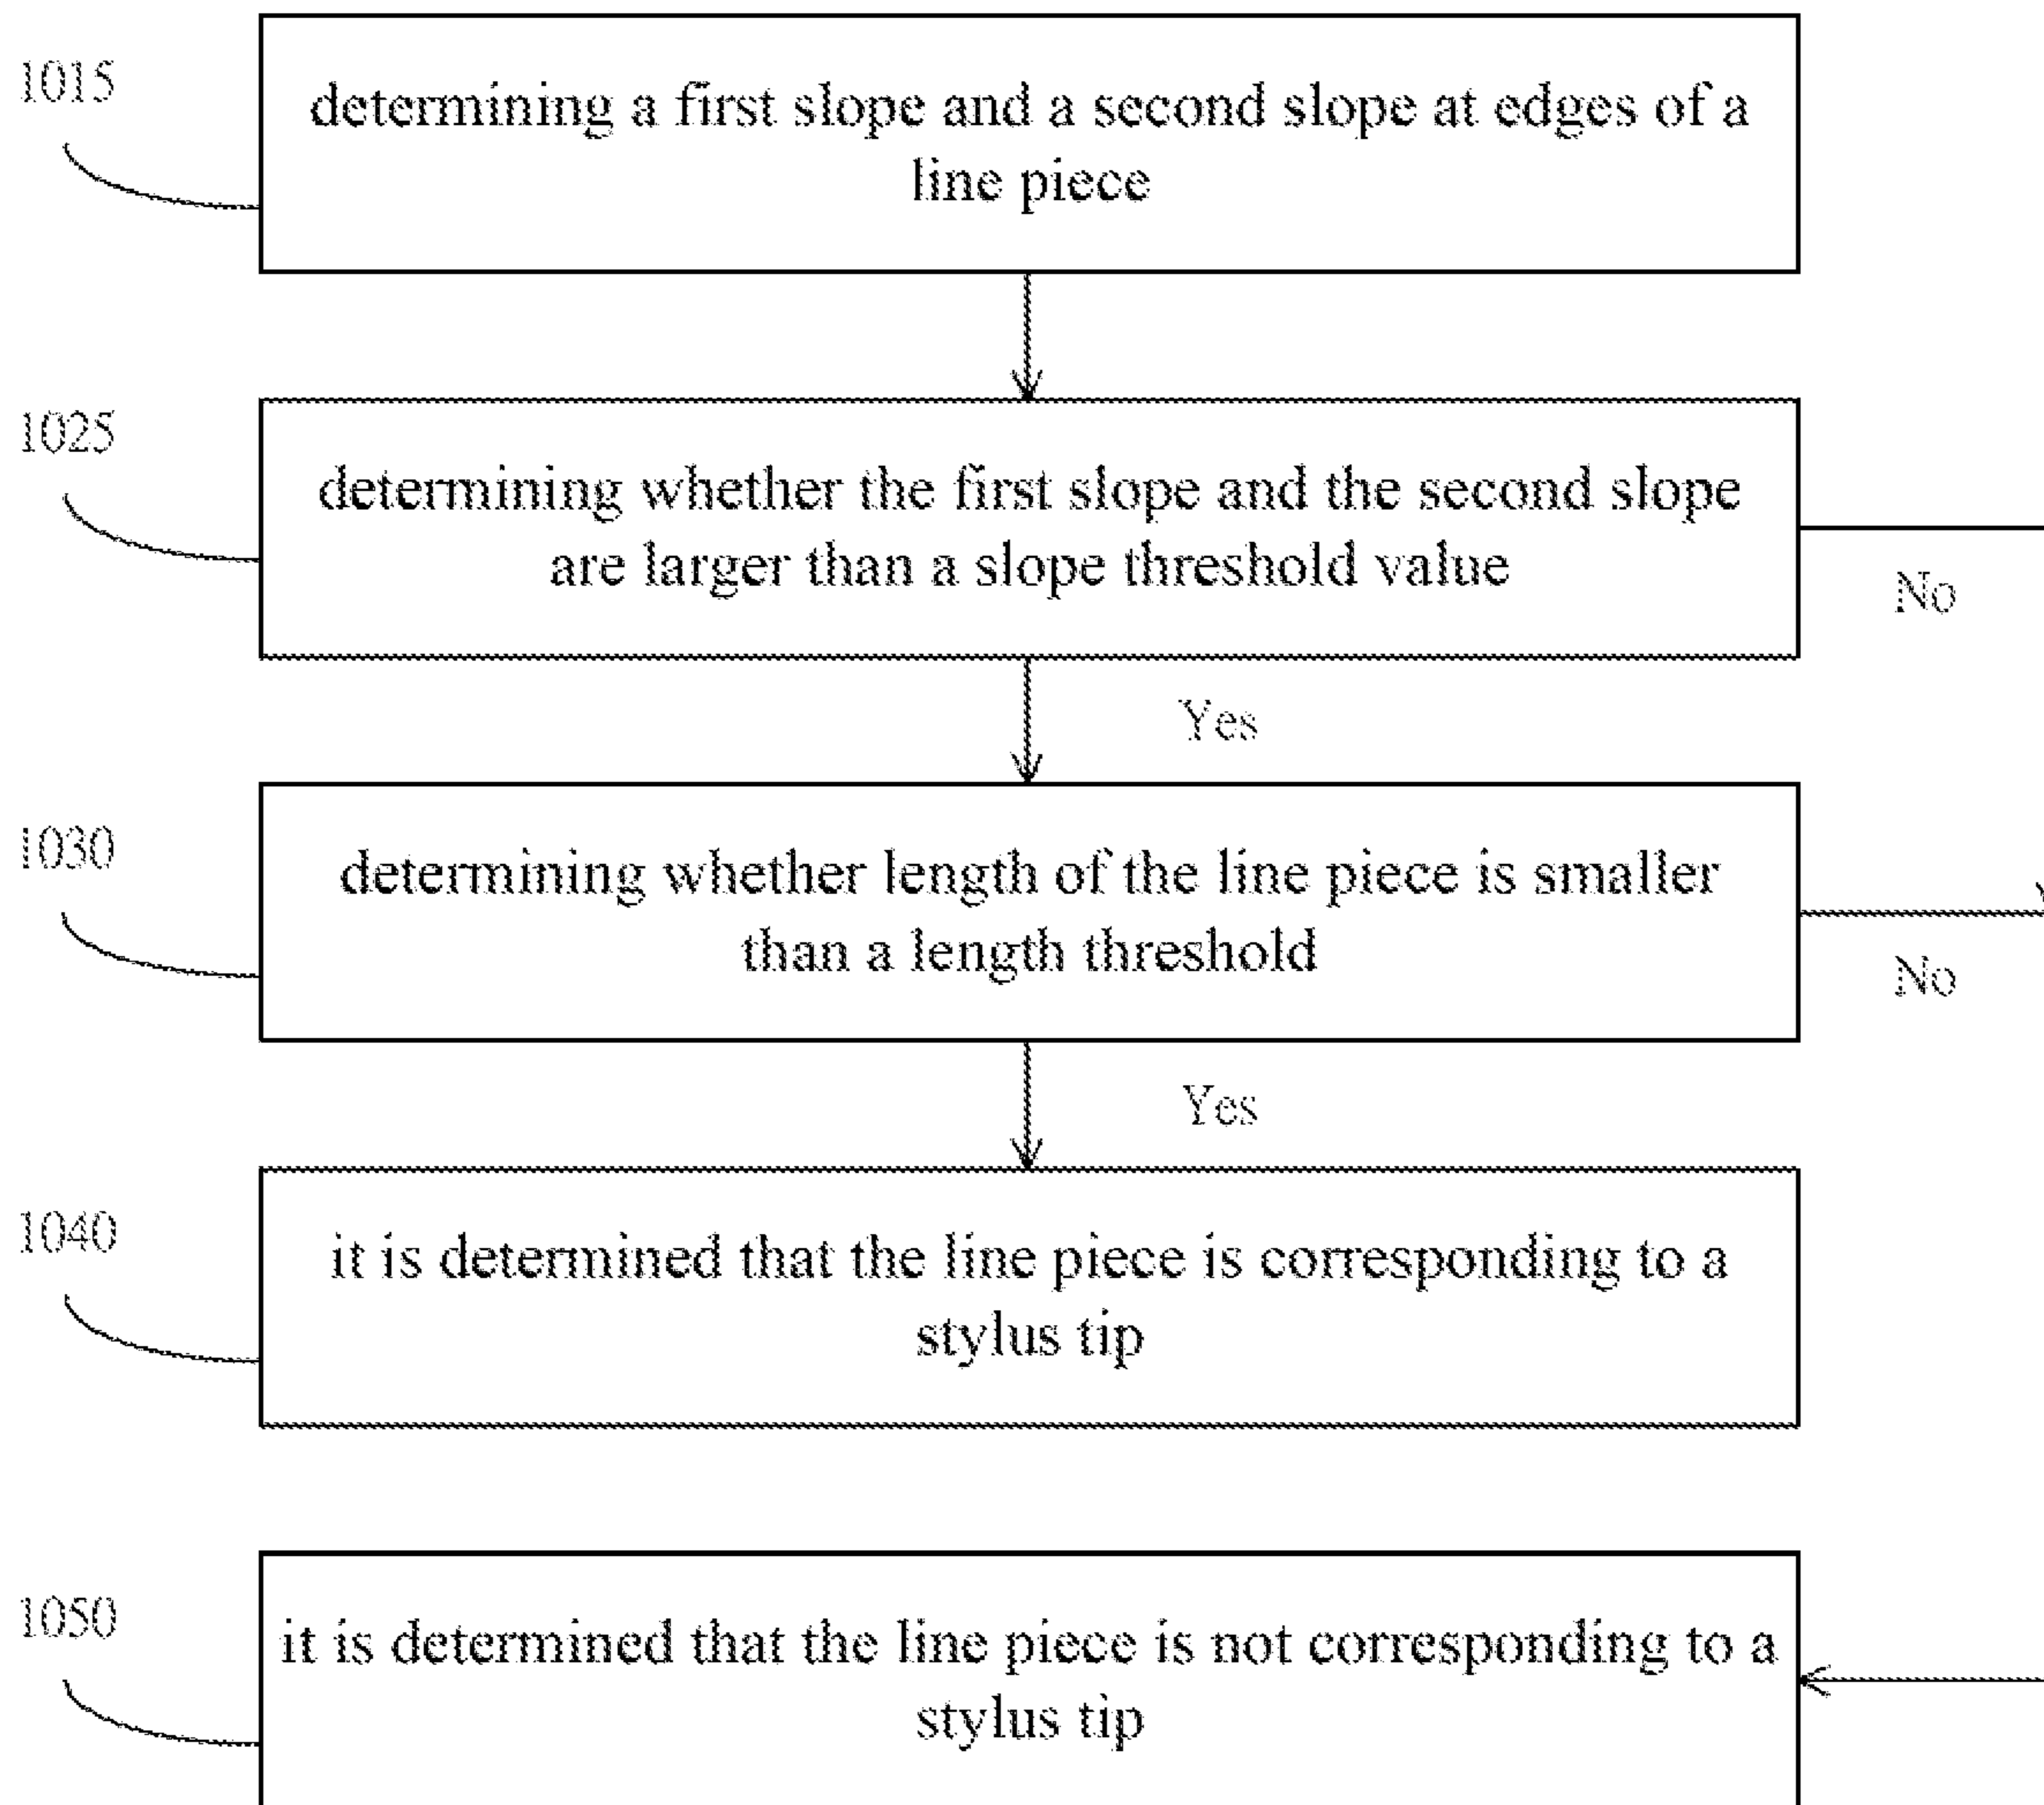 1015
determining a first slope and a second slope at edges of a
line piece
1025
determining whether the first slope and the second slope
are larger than a slope threshold value
No
Yes
1030
determining whether length of the line piece is smaller
than a length threshold
No
Yes
1040
it is determined that the line piece is corresponding to a
stylus tip
1050
it is determined that the line piece is not corresponding to a
stylus tip